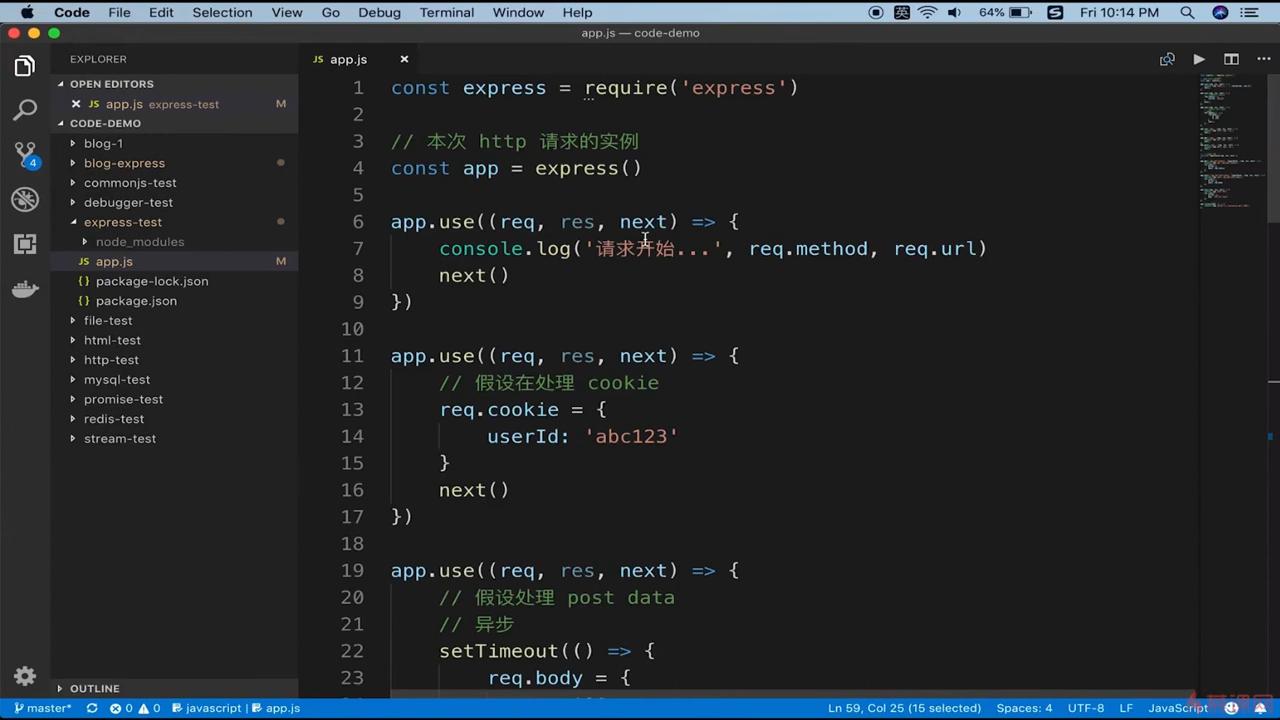 Code File Edit Selection View Go Debug Terminal Window Help 英 64% S Fri 10:14 PM
app.js — code-demo
EXPLORER
OPEN EDITORS
app.js express-test M
CODE-DEMO
blog-1
blog-express
commonjs-test
debugger-test
express-test
node_modules
JS app.js M
{} package-lock.json
{} package.json
file-test
html-test
http-test
mysql-test
promise-test
redis-test
stream-test
OUTLINE
4
JS app.js
1 const express = require('express')
2
3 // 本次 http 请求的实例
4 const app = express()
5
6 app.use((req, res, next) => {
7 console.log('请求开始...', req.method, req.url)
8 next()
9 })
10
11 app.use((req, res, next) => {
12 // 假设在处理 cookie
13 req.cookie = {
14 userId: 'abc123'
15 }
16 next()
17 })
18
19 app.use((req, res, next) => {
20 // 假设处理 post data
21 // 异步
22 setTimeout(() => {
23 req.body = {
master* 0 0 javascript app.js Ln 59, Col 25 (15 selected) Spaces: 4 UTF-8 LF JavaScript